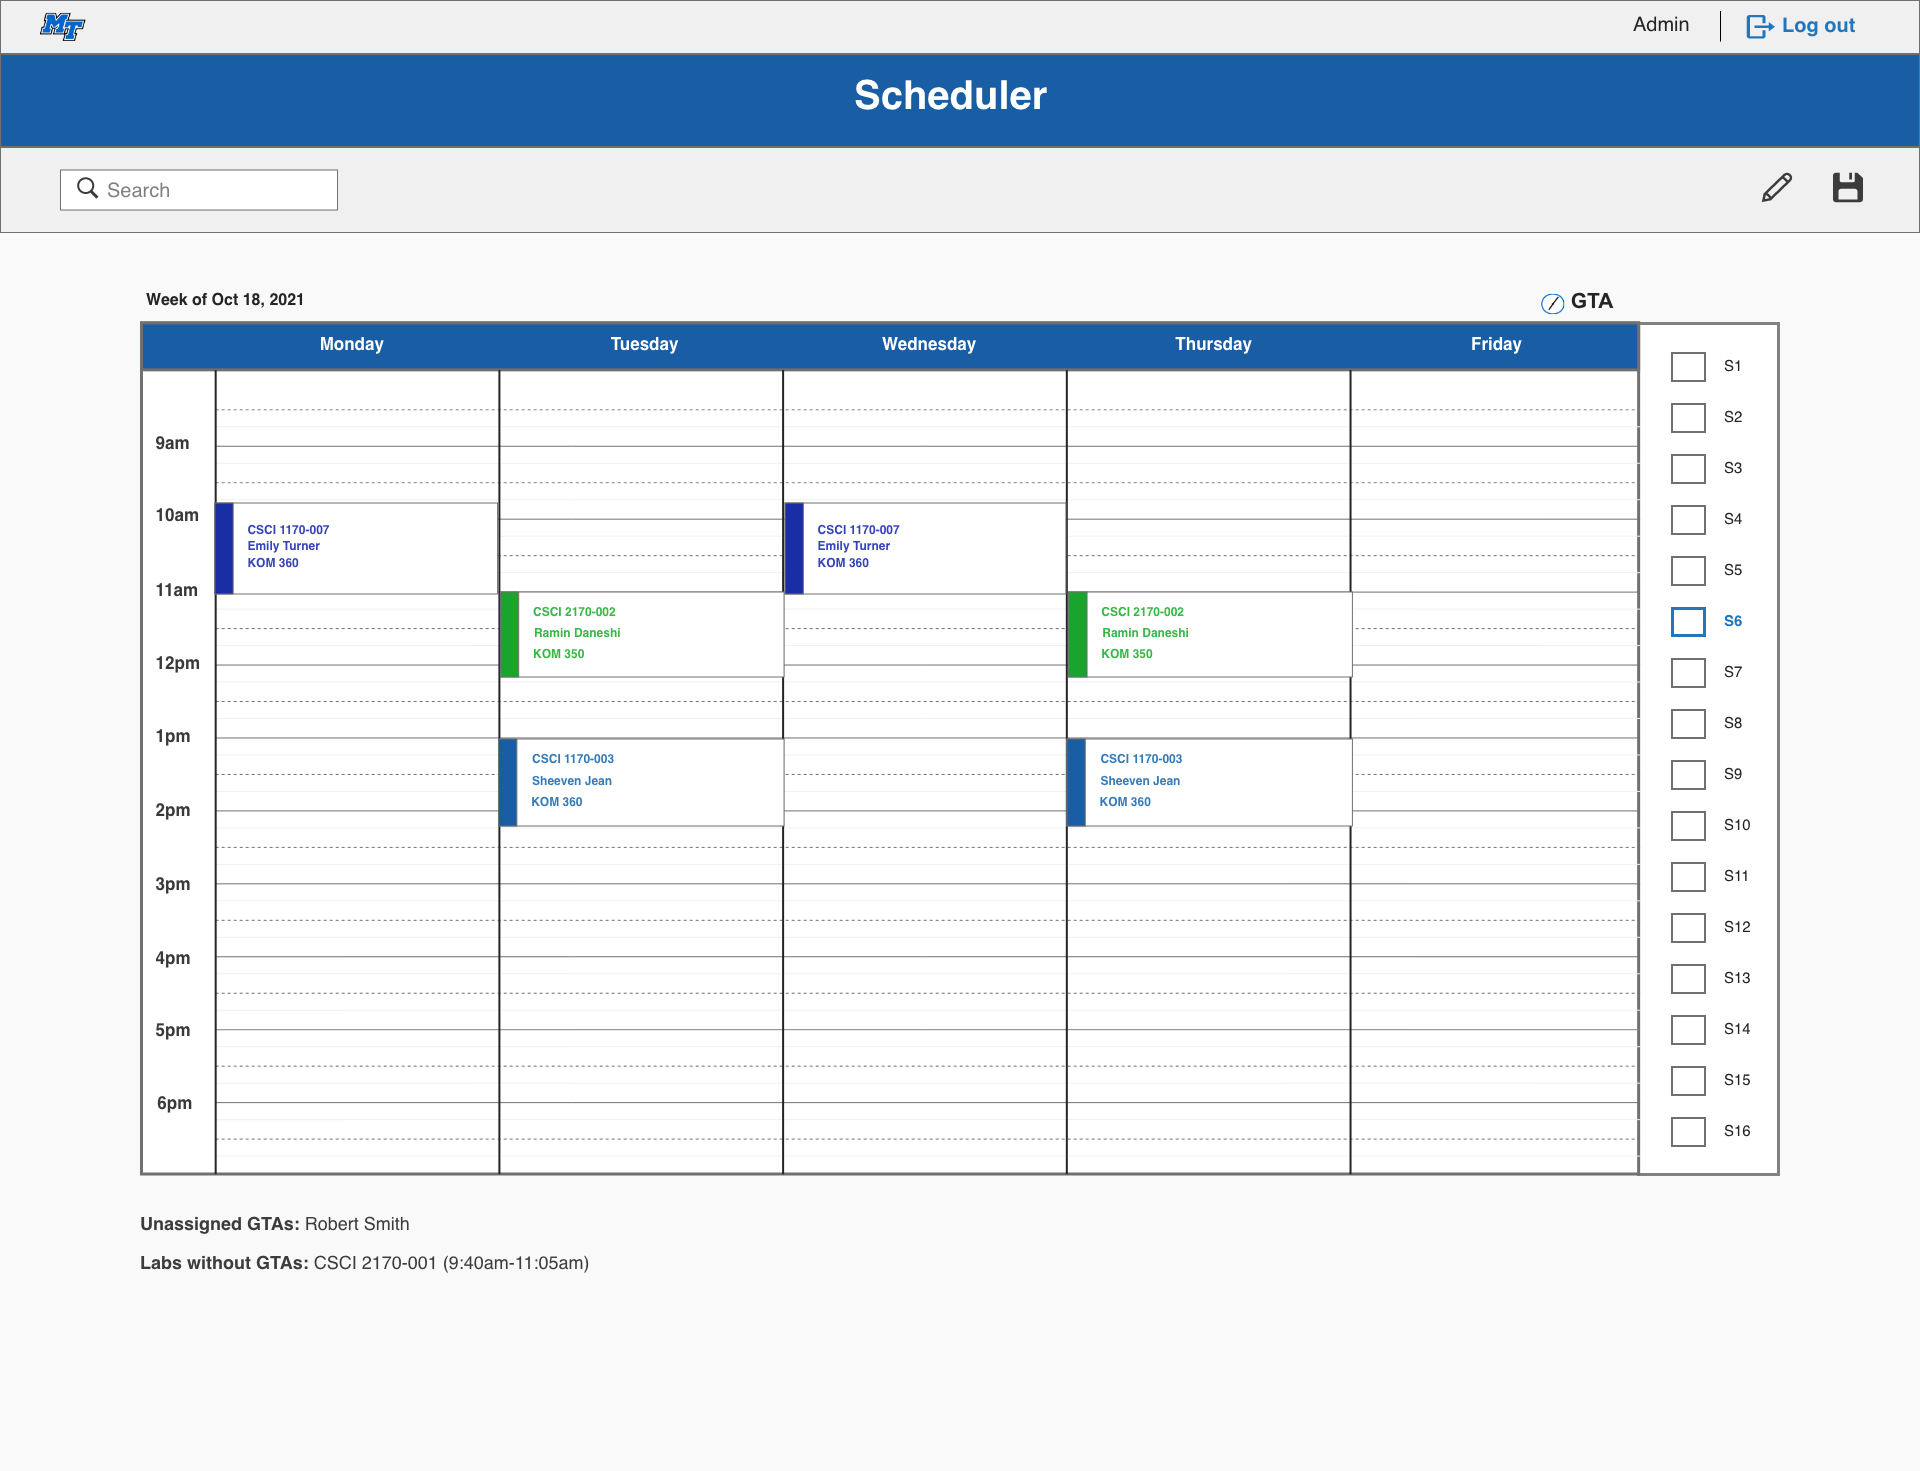 MT
Admin
Log out
Scheduler
Search
Week of Oct 18, 2021
GTA
Monday
Tuesday
Wednesday
Thursday
Friday
9am
10am
11am
12pm
1pm
2pm
3pm
4pm
5pm
6pm
CSCI 1170-007
Emily Turner
KOM 360
CSCI 2170-002
Ramin Daneshi
KOM 350
CSCI 1170-003
Sheeven Jean
KOM 360
CSCI 1170-007
Emily Turner
KOM 360
CSCI 2170-002
Ramin Daneshi
KOM 350
CSCI 1170-003
Sheeven Jean
KOM 360
S1
S2
S3
S4
S5
S6
S7
S8
S9
S10
S11
S12
S13
S14
S15
S16
Unassigned GTAs: Robert Smith
Labs without GTAs: CSCI 2170-001 (9:40am-11:05am)